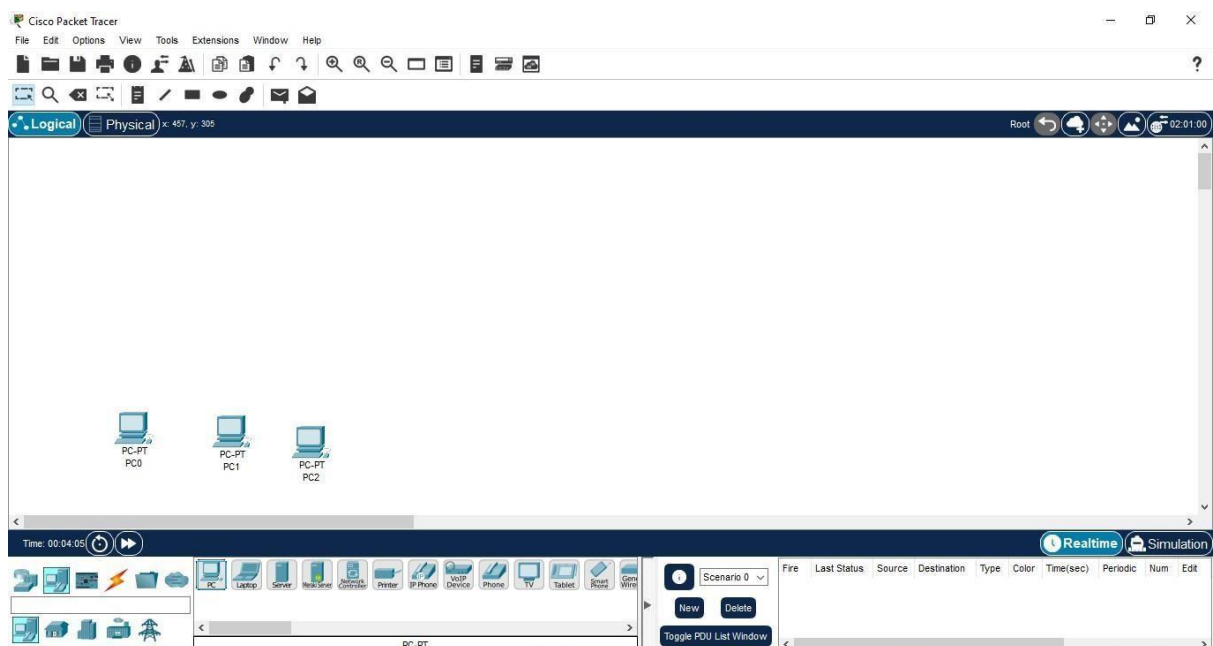 Cisco Packet Tracer
File Edit Options View Tools Extensions Window Help
?
Logical Physical x: 457, y: 305 Root 02:01:00
PC-PT
PC0
PC-PT
PC1
PC-PT
PC2
Time: 00:04:05 Realtime Simulation
PC Laptop Server Meraki Server Network Controller Printer IP Phone VoIP Device Phone TV Tablet Smart Phone
Scenario 0
New Delete
Toggle PDU List Window
Fire Last Status Source Destination Type Color Time(sec) Periodic Num Edit
PC-PT